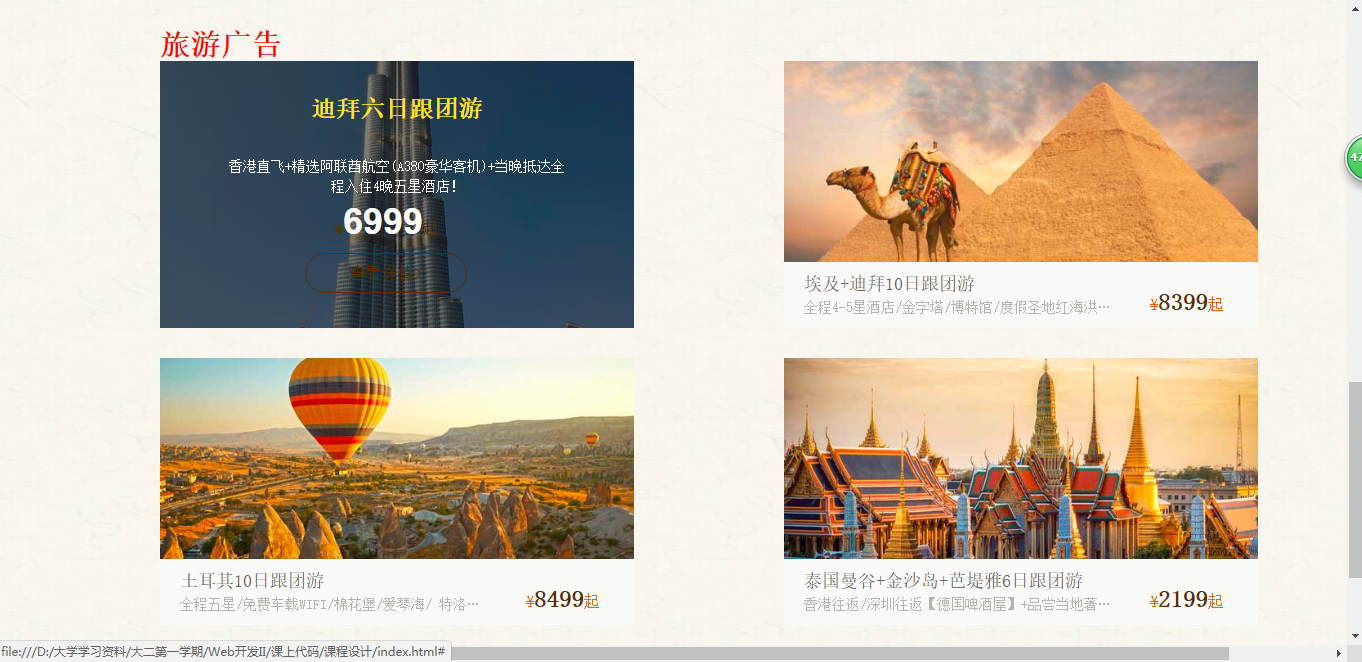 旅游广告
迪拜六日跟团游
香港直飞+精选阿联酋航空(A380豪华客机)+当晚抵达全
程入住4晚五星酒店!
6999
埃及+迪拜10日跟团游
全程4-5星酒店/金字塔/博特馆/度假圣地红海洪…
¥8399起
土耳其10日跟团游
全程五星/免费车载WIFI/棉花堡/爱琴海/ 特洛…
¥8499起
泰国曼谷+金沙岛+芭堤雅6日跟团游
香港往返/深圳往返【德国啤酒屋】+品尝当地著…
¥2199起
47
file:///D:/大学学习资料/大二第一学期/Web开发II/课上代码/课程设计/index.html#